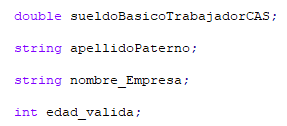 double sueldoBasicoTrabajadorCAS;
string apellidoPaterno;
string nombre_Empresa;
int edad_valida;